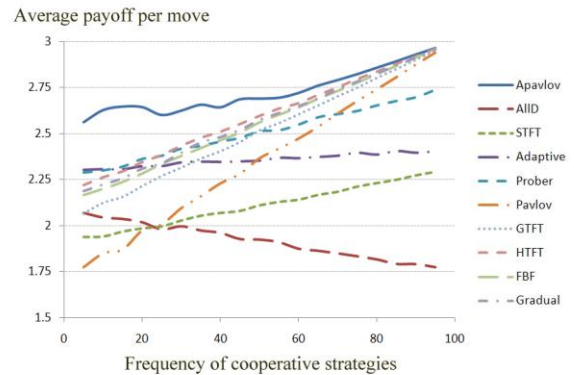 Average payoff per move
3
2.75
2.5
2.25
2
1.75
1.5
0 20 40 60 80 100
Frequency of cooperative strategies
Apavlov
AllD
STFT
Adaptive
Prober
Pavlov
GTFT
HTFT
FBF
Gradual